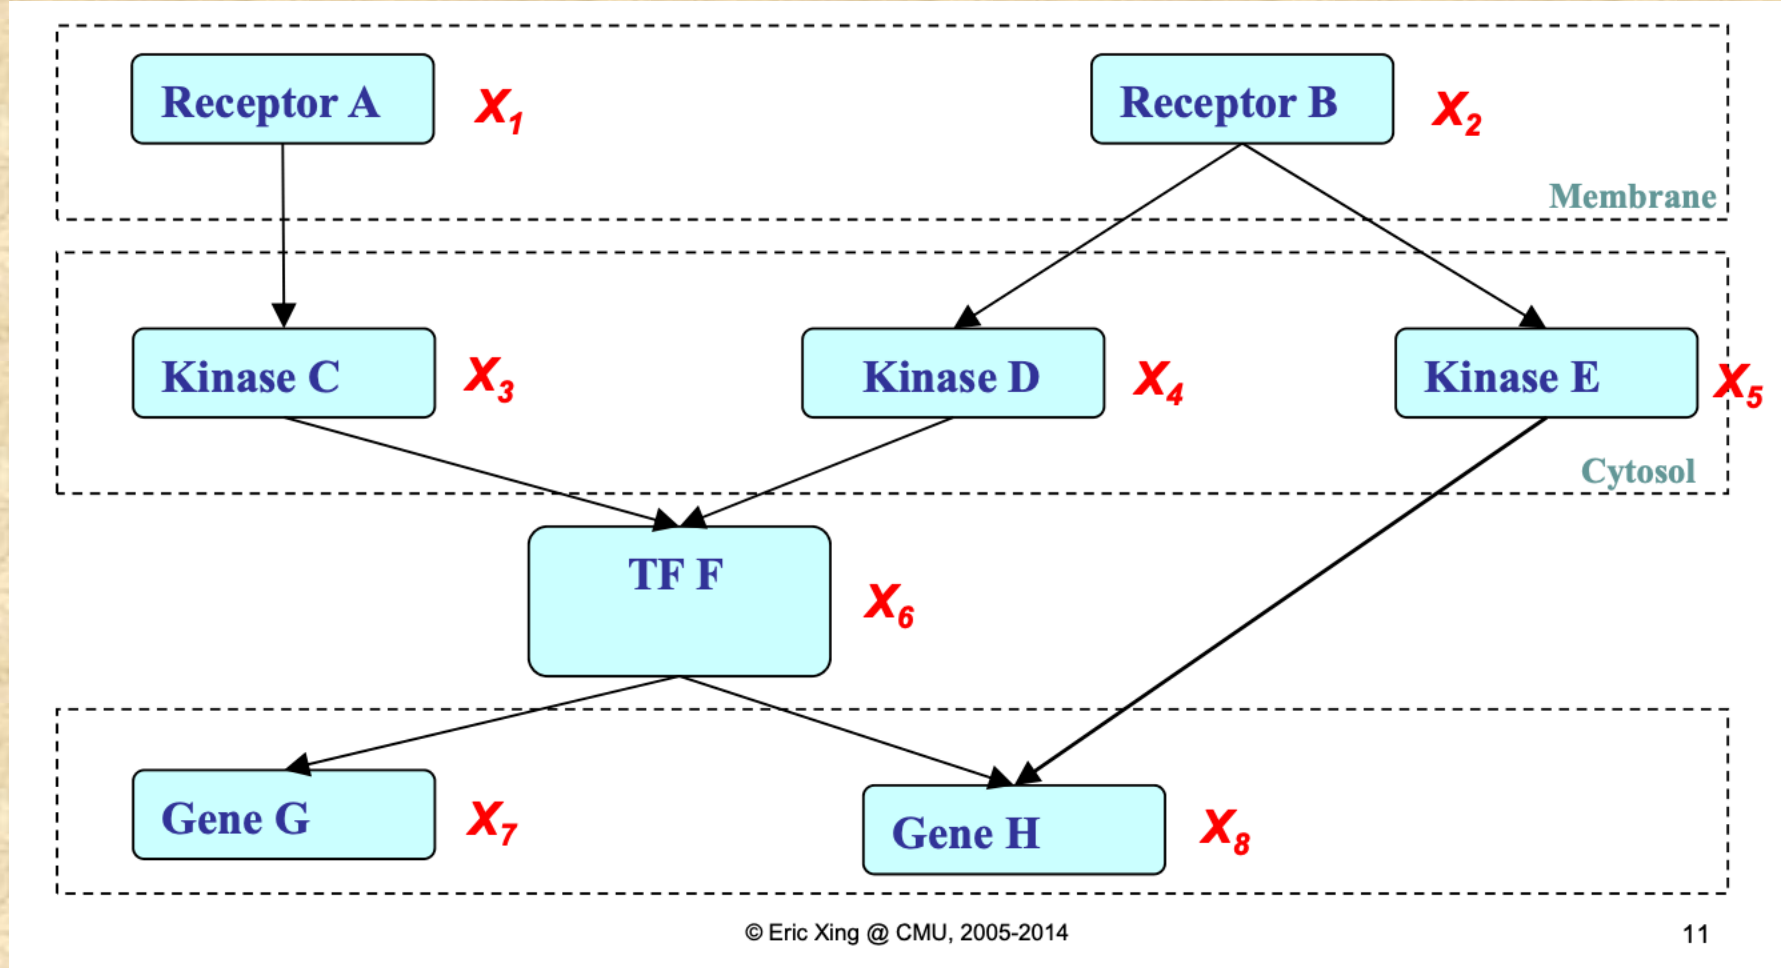 Receptor A X1 Receptor B X2
Membrane
Kinase C X3 Kinase D X4 Kinase E X5
Cytosol
TF F
X6
Gene G X7 Gene H X8
© Eric Xing @ CMU, 2005-2014 11